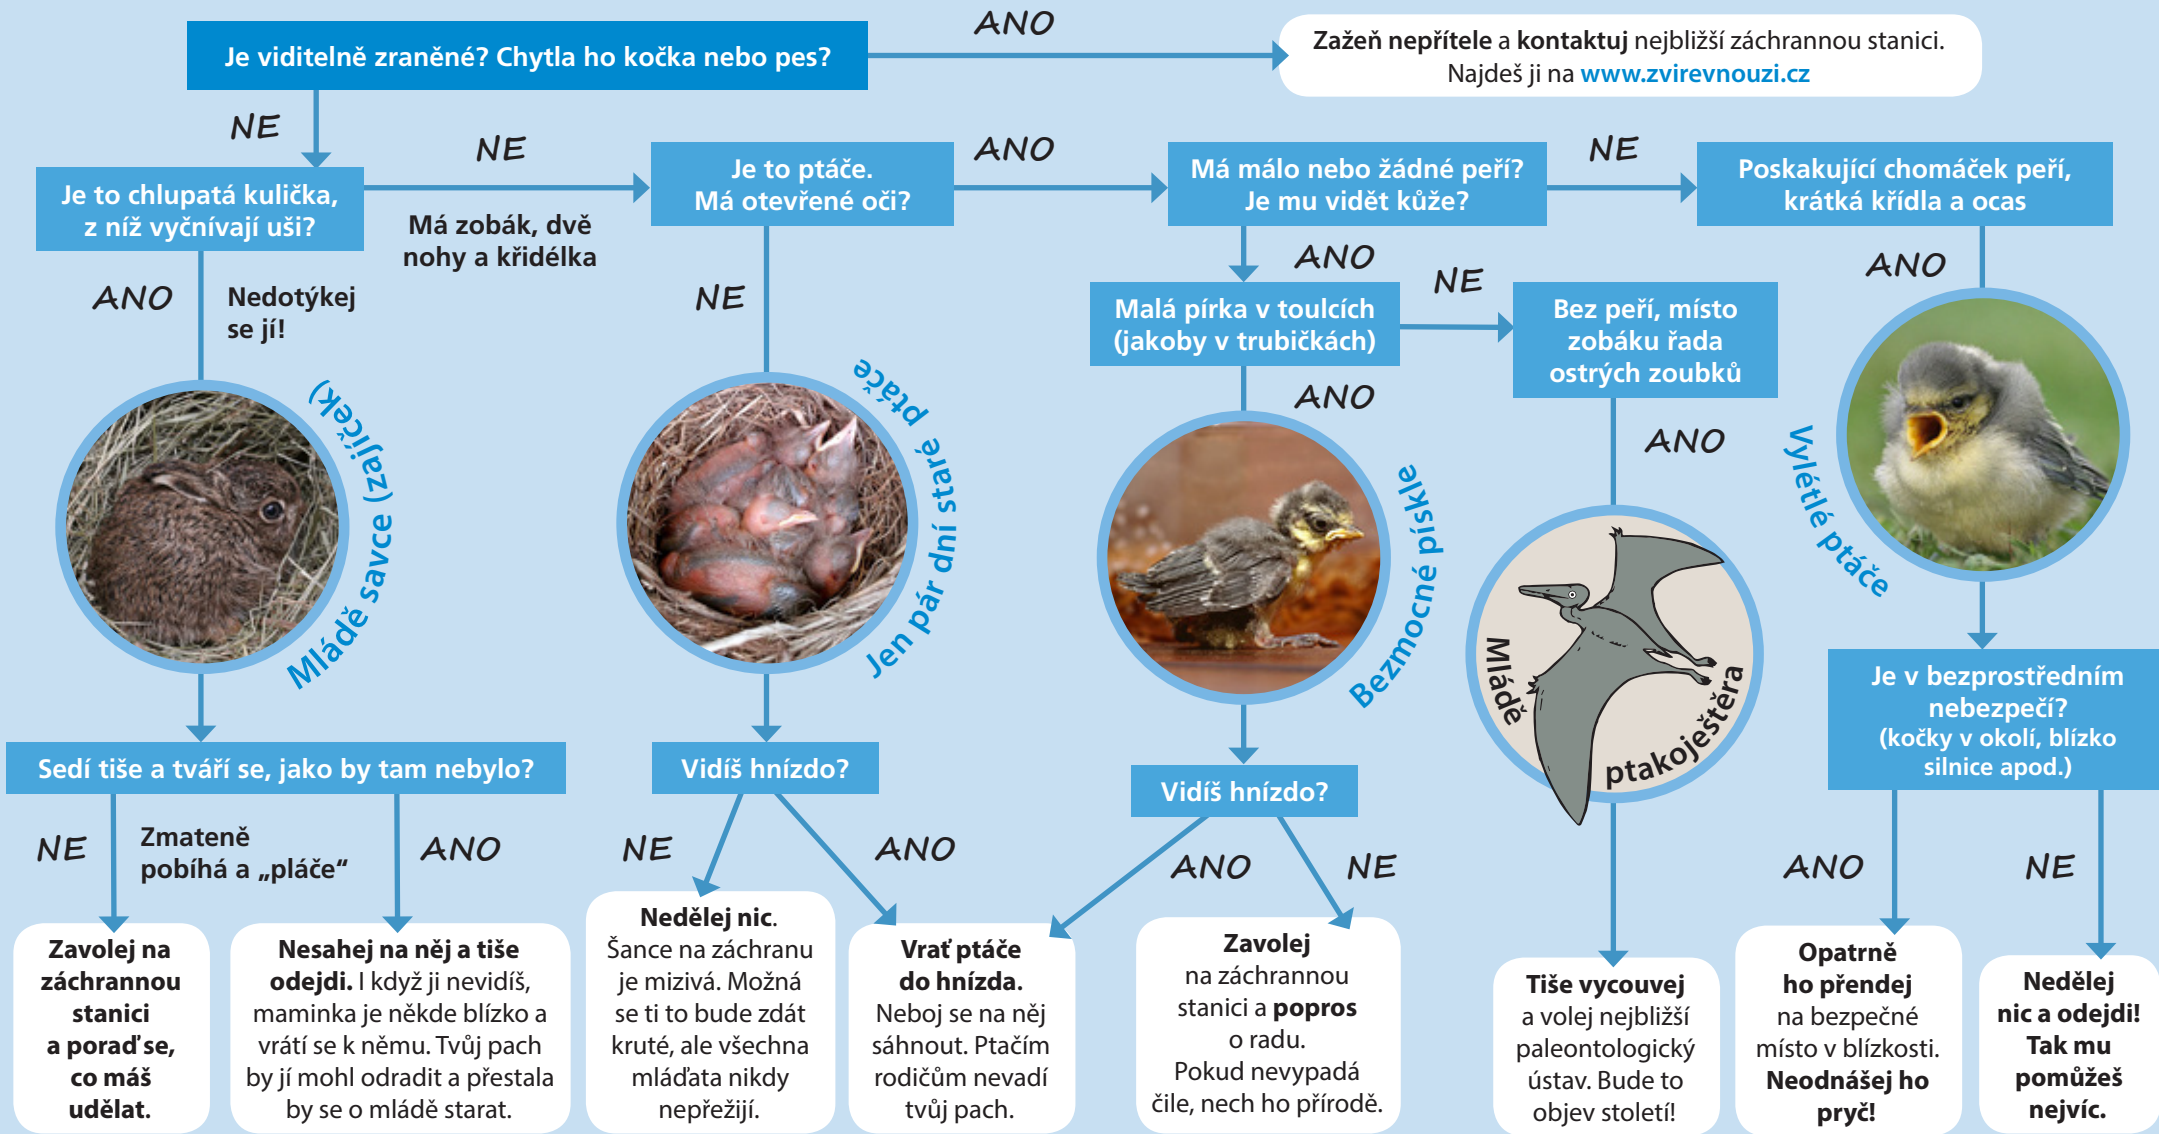 Je viditelně zraněné? Chytla ho kočka nebo pes?
ANO
Zažeň nepřítele a kontaktuj nejbližší záchrannou stanici.
Najdeš ji na www.zvirevnouzi.cz
NE
Je to chlupatá kulička,
z níž vyčnívají uši?
NE
Má zobák, dvě
nohy a křidélka
Je to ptáče.
Má otevřené oči?
ANO
Má málo nebo žádné peří?
Je mu vidět kůže?
NE
Poskakující chomáček peří,
krátká křídla a ocas
ANO
Nedotýkej
se jí!
NE
ANO
Malá pírka v toulcích
(jakoby v trubičkách)
NE
Bez peří, místo
zobáku řada
ostrých zoubků
ANO
ANO
ANO
Mládě savce (zajíček)
Jen pár dní staré ptáče
Bezmocné pískle
Mládě
ptakoještěra
Vylétlé ptáče
Sedí tiše a tváří se, jako by tam nebylo?
Vidíš hnízdo?
Vidíš hnízdo?
Je v bezprostředním
nebezpečí?
(kočky v okolí, blízko
silnice apod.)
NE
Zmateně
pobíhá a „pláče“
ANO
NE
ANO
ANO
NE
ANO
NE
Zavolej na
záchrannou
stanici
a poraď se,
co máš
udělat.
Nesahej na něj a tiše
odejdi. I když ji nevidíš,
maminka je někde blízko a
vrátí se k němu. Tvůj pach
by jí mohl odradit a přestala
by se o mládě starat.
Nedělej nic.
Šance na záchranu
je mizivá. Možná
se ti to bude zdát
kruté, ale všechna
mláďata nikdy
nepřežijí.
Vrať ptáče
do hnízda.
Neboj se na něj
sáhnout. Ptačím
rodičům nevadí
tvůj pach.
Zavolej
na záchrannou
stanici a popros
o radu.
Pokud nevypadá
čile, nech ho přírodě.
Tiše vycouvej
a volej nejbližší
paleontologický
ústav. Bude to
objev století!
Opatrně
ho přendej
na bezpečné
místo v blízkosti.
Neodnášej ho
pryč!
Nedělej
nic a odejdi!
Tak mu
pomůžeš
nejvíc.